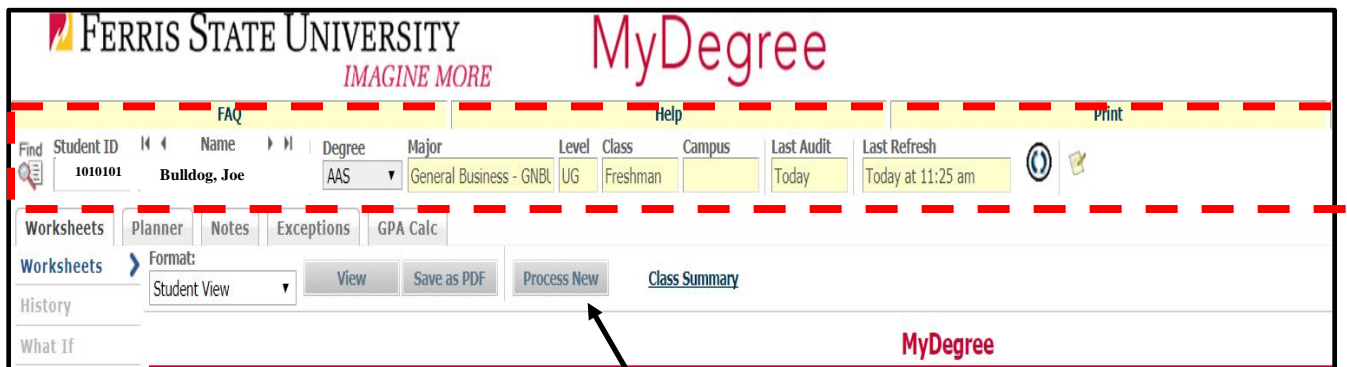 FERRIS STATE UNIVERSITY
IMAGINE MORE
MyDegree
FAQ Help Print
Find Student ID Name Degree Major Level Class Campus Last Audit Last Refresh
1010101 Bulldog, Joe AAS General Business - GNBU UG Freshman Today Today at 11:25 am
Worksheets Planner Notes Exceptions GPA Calc
Worksheets Format:
Student View View Save as PDF Process New Class Summary
History
What If
MyDegree